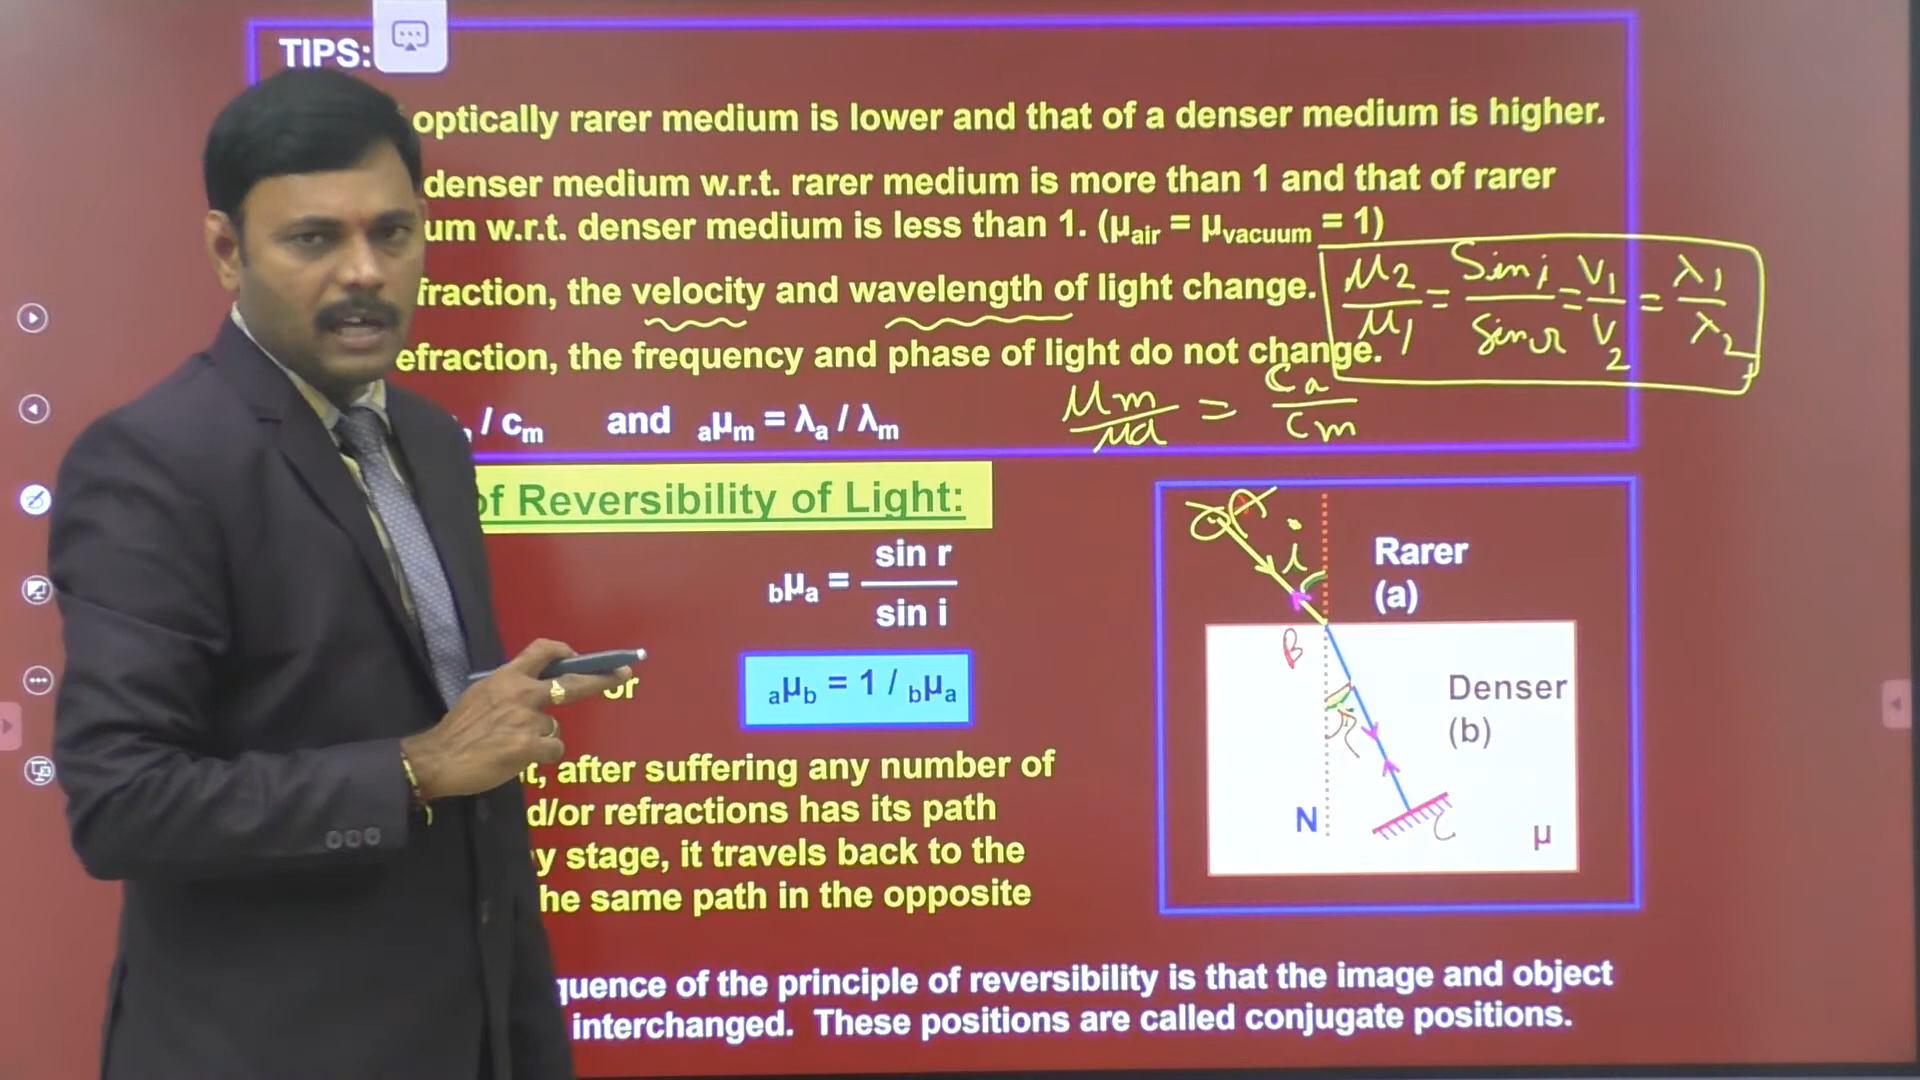 TIPS:
optically rarer medium is lower and that of a denser medium is higher.
denser medium w.r.t. rarer medium is more than 1 and that of rarer
um w.r.t. denser medium is less than 1. (μair = μvacuum = 1)
fraction, the velocity and wavelength of light change.
μ2/μ1 = Sin i/Sin r = V1/V2 = λ1/λ2
efraction, the frequency and phase of light do not change.
/ cm and aμm = λa / λm
μm/μa = Ca/Cm
of Reversibility of Light:
bμa = sin r / sin i
or
aμb = 1 / bμa
t, after suffering any number of
d/or refractions has its path
y stage, it travels back to the
he same path in the opposite
i
Rarer
(a)
B
Denser
(b)
r
N
C
μ
quence of the principle of reversibility is that the image and object
interchanged. These positions are called conjugate positions.